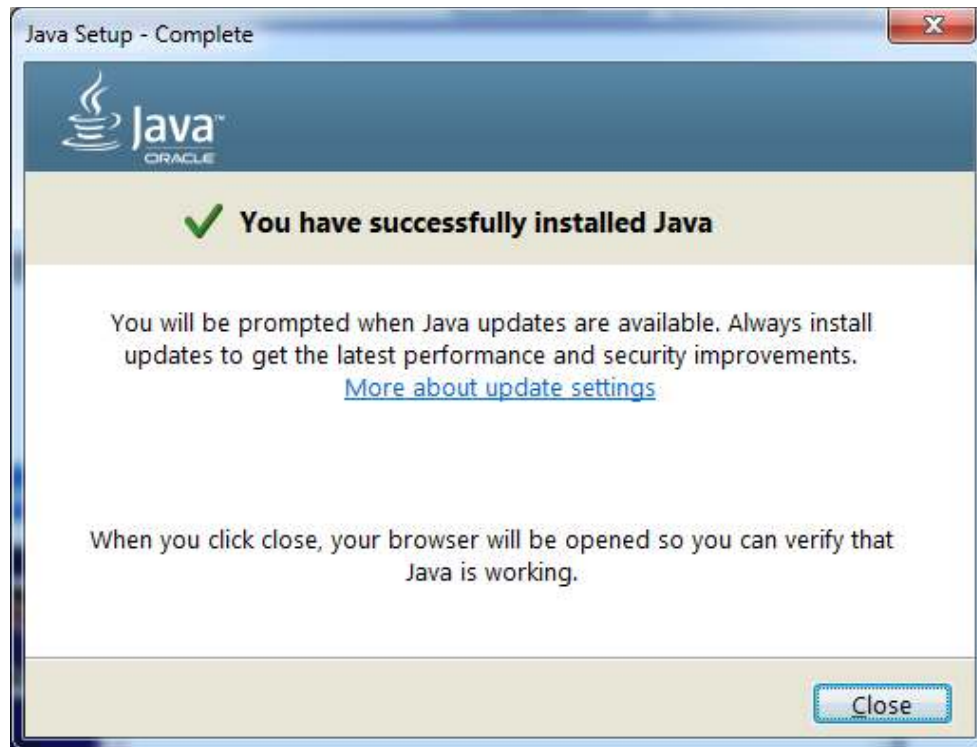 Java Setup - Complete
Java™
ORACLE
You have successfully installed Java
You will be prompted when Java updates are available. Always install
updates to get the latest performance and security improvements.
More about update settings
When you click close, your browser will be opened so you can verify that
Java is working.
Close